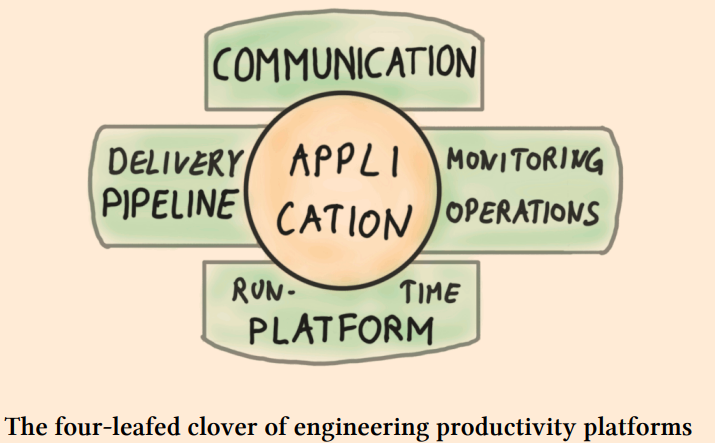 COMMUNICATION
DELIVERY
PIPELINE
APPLI
CATION
MONITORING
OPERATIONS
RUN- TIME
PLATFORM
The four-leafed clover of engineering productivity platforms